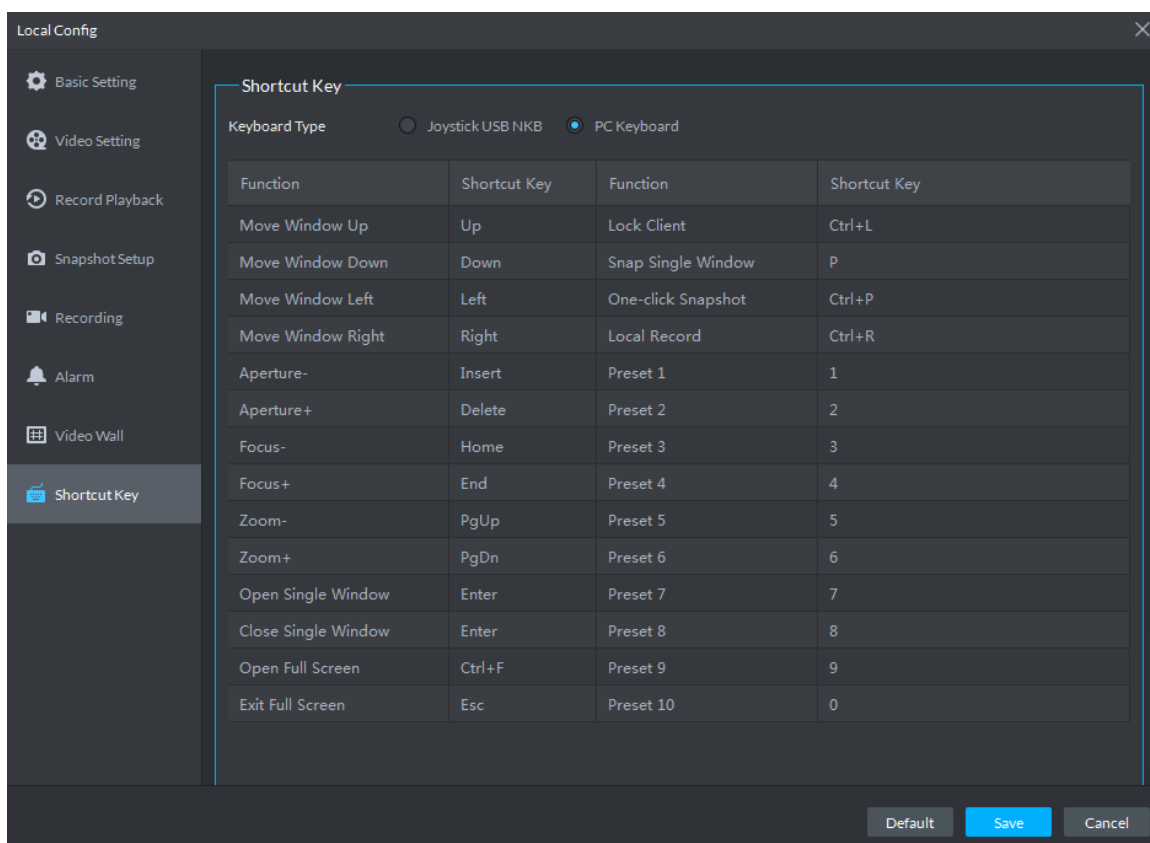 Local Config
Basic Setting
Video Setting
Record Playback
Snapshot Setup
Recording
Alarm
Video Wall
Shortcut Key
Shortcut Key
Keyboard Type Joystick USB NKB PC Keyboard
Function Shortcut Key Function Shortcut Key
Move Window Up Up Lock Client Ctrl+L
Move Window Down Down Snap Single Window P
Move Window Left Left One-click Snapshot Ctrl+P
Move Window Right Right Local Record Ctrl+R
Aperture- Insert Preset 1 1
Aperture+ Delete Preset 2 2
Focus- Home Preset 3 3
Focus+ End Preset 4 4
Zoom- PgUp Preset 5 5
Zoom+ PgDn Preset 6 6
Open Single Window Enter Preset 7 7
Close Single Window Enter Preset 8 8
Open Full Screen Ctrl+F Preset 9 9
Exit Full Screen Esc Preset 10 0
Default Save Cancel